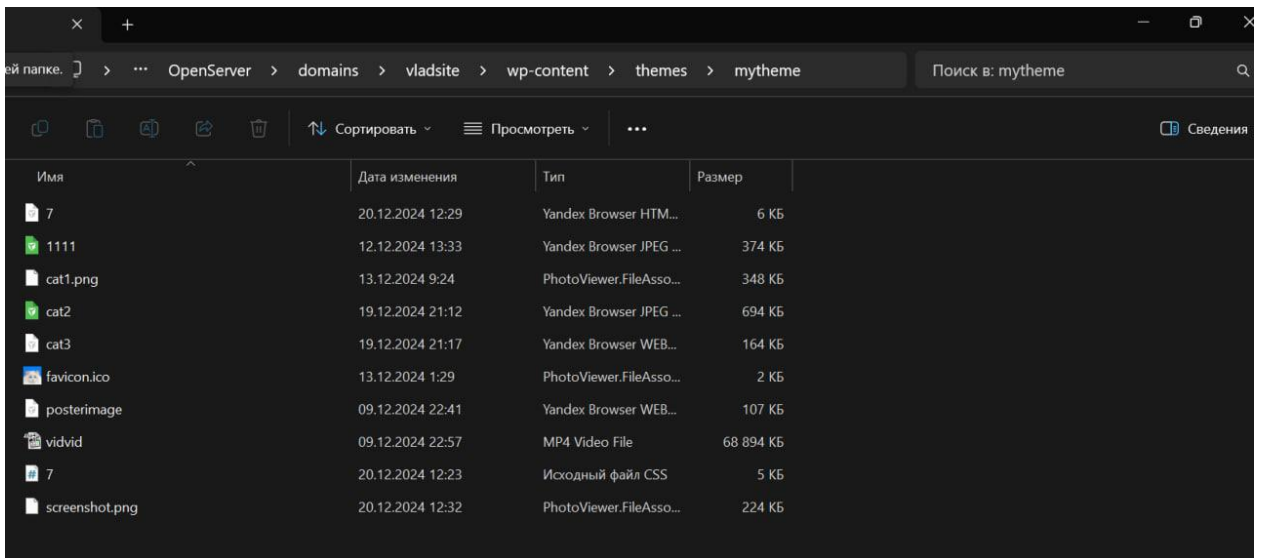 ей папке. OpenServer > domains > vladsite > wp-content > themes > mytheme Поиск в: mytheme
Сортировать Просмотреть Сведения
Имя Дата изменения Тип Размер
7 20.12.2024 12:29 Yandex Browser HTM... 6 КБ
1111 12.12.2024 13:33 Yandex Browser JPEG ... 374 КБ
cat1.png 13.12.2024 9:24 PhotoViewer.FileAsso... 348 КБ
cat2 19.12.2024 21:12 Yandex Browser JPEG ... 694 КБ
cat3 19.12.2024 21:17 Yandex Browser WEB... 164 КБ
favicon.ico 13.12.2024 1:29 PhotoViewer.FileAsso... 2 КБ
posterimage 09.12.2024 22:41 Yandex Browser WEB... 107 КБ
vidvid 09.12.2024 22:57 MP4 Video File 68 894 КБ
7 20.12.2024 12:23 Исходный файл CSS 5 КБ
screenshot.png 20.12.2024 12:32 PhotoViewer.FileAsso... 224 КБ